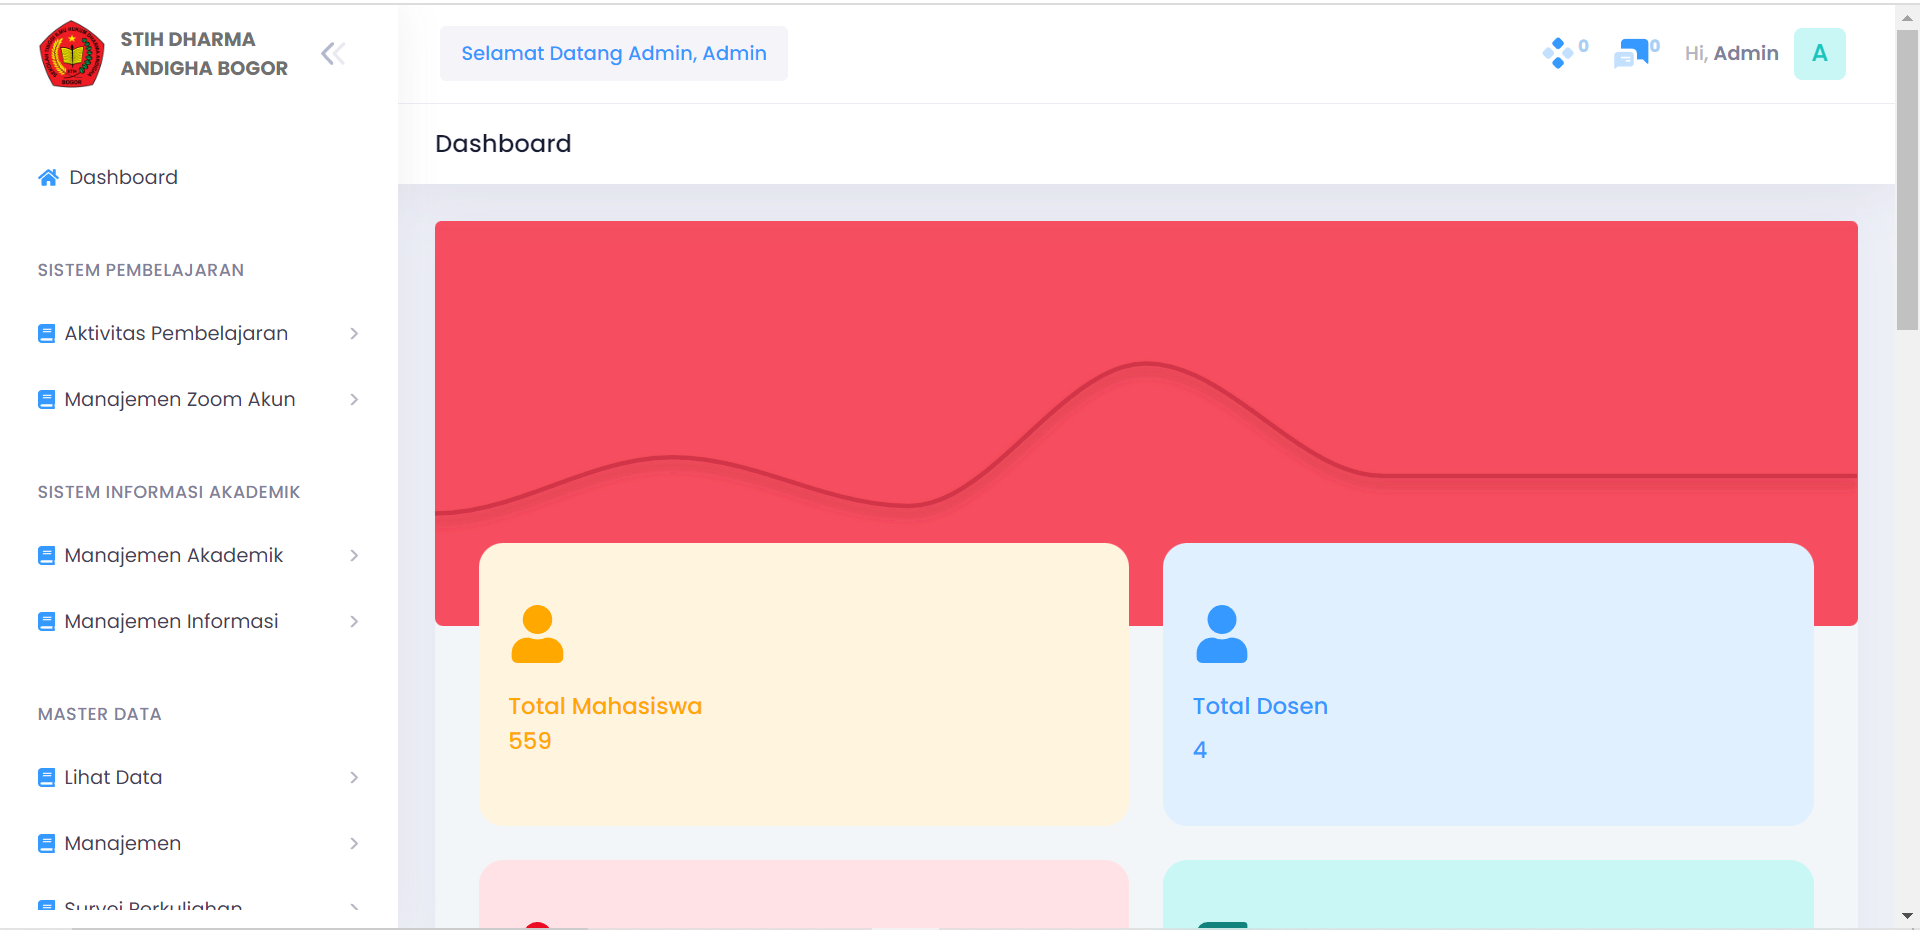 STIH DHARMA
ANDIGHA BOGOR
Selamat Datang Admin, Admin
0
0
Hi, Admin
A
Dashboard
Dashboard
SISTEM PEMBELAJARAN
Aktivitas Pembelajaran
Manajemen Zoom Akun
SISTEM INFORMASI AKADEMIK
Manajemen Akademik
Manajemen Informasi
MASTER DATA
Lihat Data
Manajemen
Survei Perkuliahan
Total Mahasiswa
559
Total Dosen
4